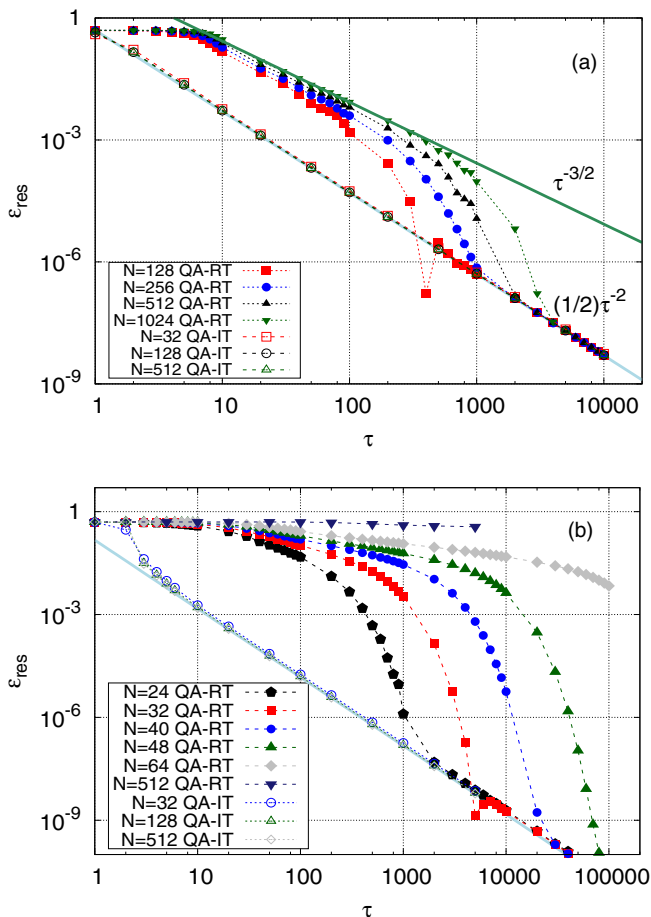 (a)
1
10⁻³
10⁻⁶
10⁻⁹
ε_res
τ^-3/2
(1/2)τ⁻²
N=128 QA-RT
N=256 QA-RT
N=512 QA-RT
N=1024 QA-RT
N=32 QA-IT
N=128 QA-IT
N=512 QA-IT
1 10 100 1000 10000
τ
(b)
1
10⁻³
10⁻⁶
10⁻⁹
ε_res
N=24 QA-RT
N=32 QA-RT
N=40 QA-RT
N=48 QA-RT
N=64 QA-RT
N=512 QA-RT
N=32 QA-IT
N=128 QA-IT
N=512 QA-IT
1 10 100 1000 10000 100000
τ